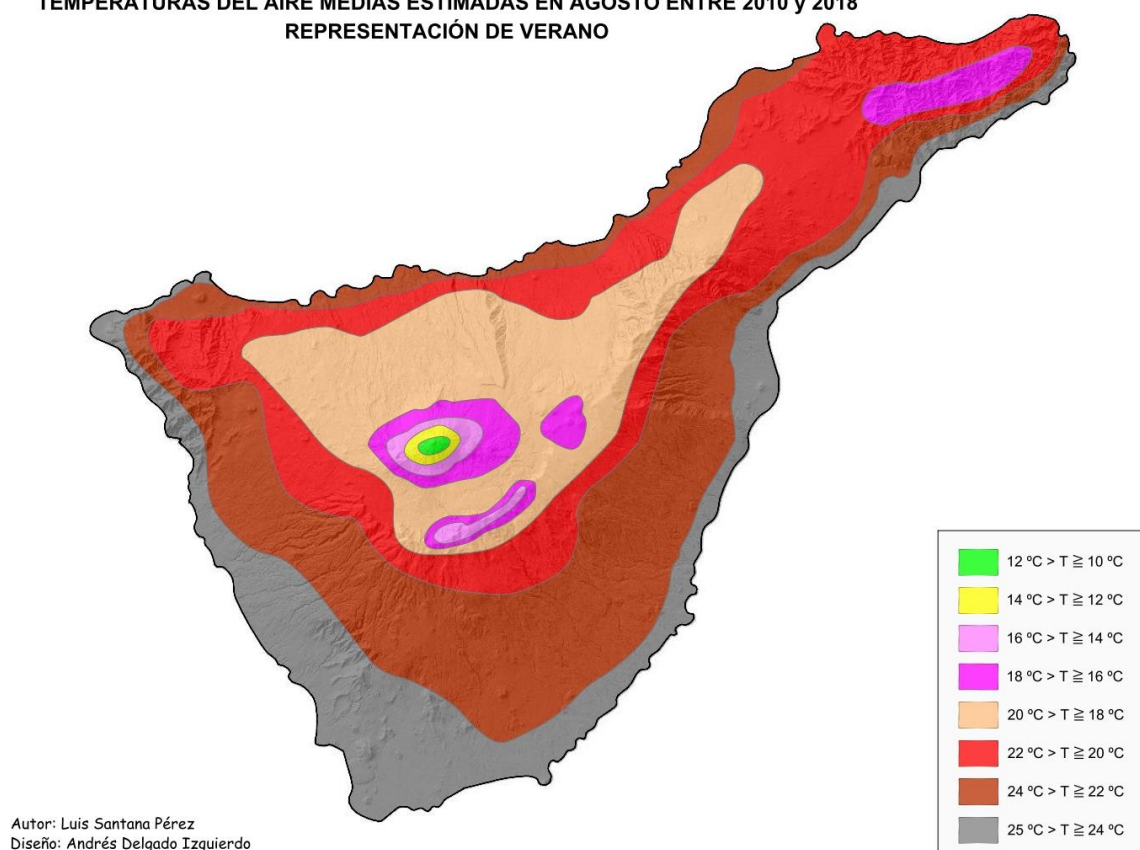 TEMPERATURAS DEL AIRE MEDIAS ESTIMADAS EN AGOSTO ENTRE 2010 y 2018
REPRESENTACIÓN DE VERANO
12 ºC > T ≧ 10 ºC
14 ºC > T ≧ 12 ºC
16 ºC > T ≧ 14 ºC
18 ºC > T ≧ 16 ºC
20 ºC > T ≧ 18 ºC
22 ºC > T ≧ 20 ºC
24 ºC > T ≧ 22 ºC
25 ºC > T ≧ 24 ºC
Autor: Luis Santana Pérez
Diseño: Andrés Delgado Izquierdo